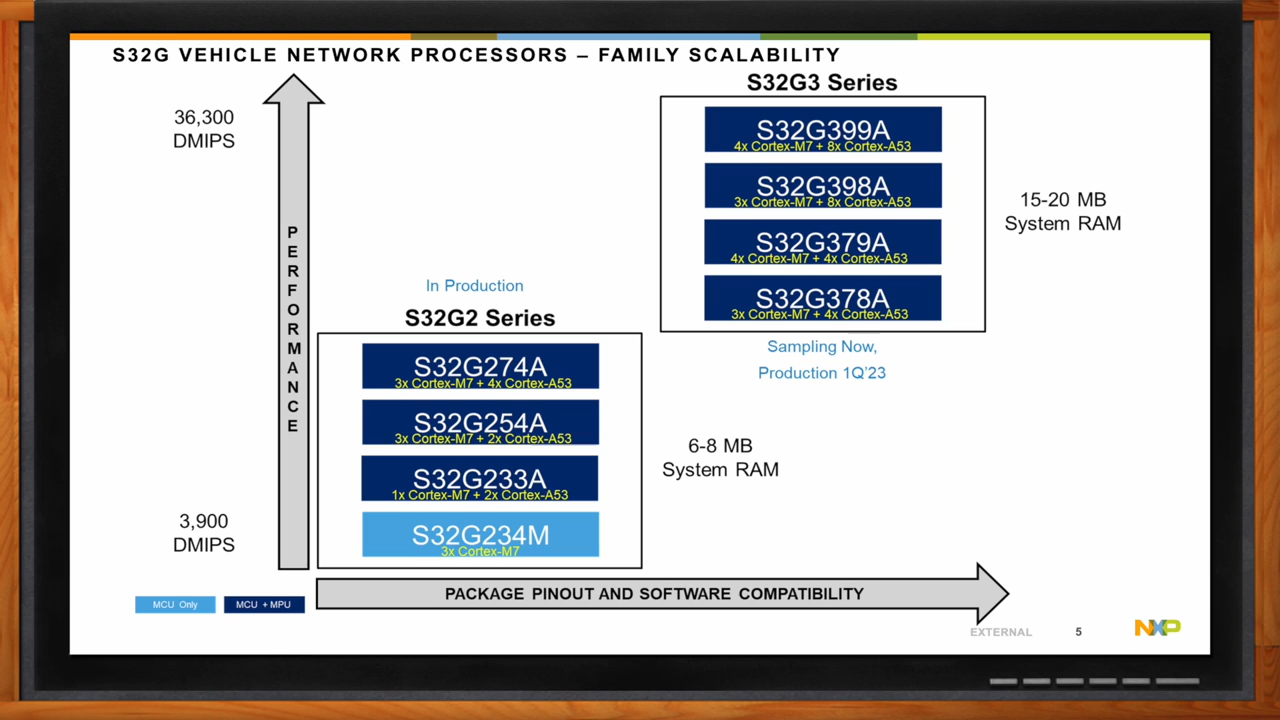 S32G VEHICLE NETWORK PROCESSORS – FAMILY SCALABILITY
S32G3 Series
36,300
DMIPS
S32G399A
4x Cortex-M7 + 8x Cortex-A53
S32G398A
3x Cortex-M7 + 8x Cortex-A53
S32G379A
4x Cortex-M7 + 4x Cortex-A53
S32G378A
3x Cortex-M7 + 4x Cortex-A53
15-20 MB
System RAM
Sampling Now,
Production 1Q'23
PERFORMANCE
In Production
S32G2 Series
S32G274A
3x Cortex-M7 + 4x Cortex-A53
S32G254A
3x Cortex-M7 + 2x Cortex-A53
S32G233A
1x Cortex-M7 + 2x Cortex-A53
S32G234M
3x Cortex-M7
6-8 MB
System RAM
3,900
DMIPS
PACKAGE PINOUT AND SOFTWARE COMPATIBILITY
MCU Only
MCU + MPU
EXTERNAL
5
NXP